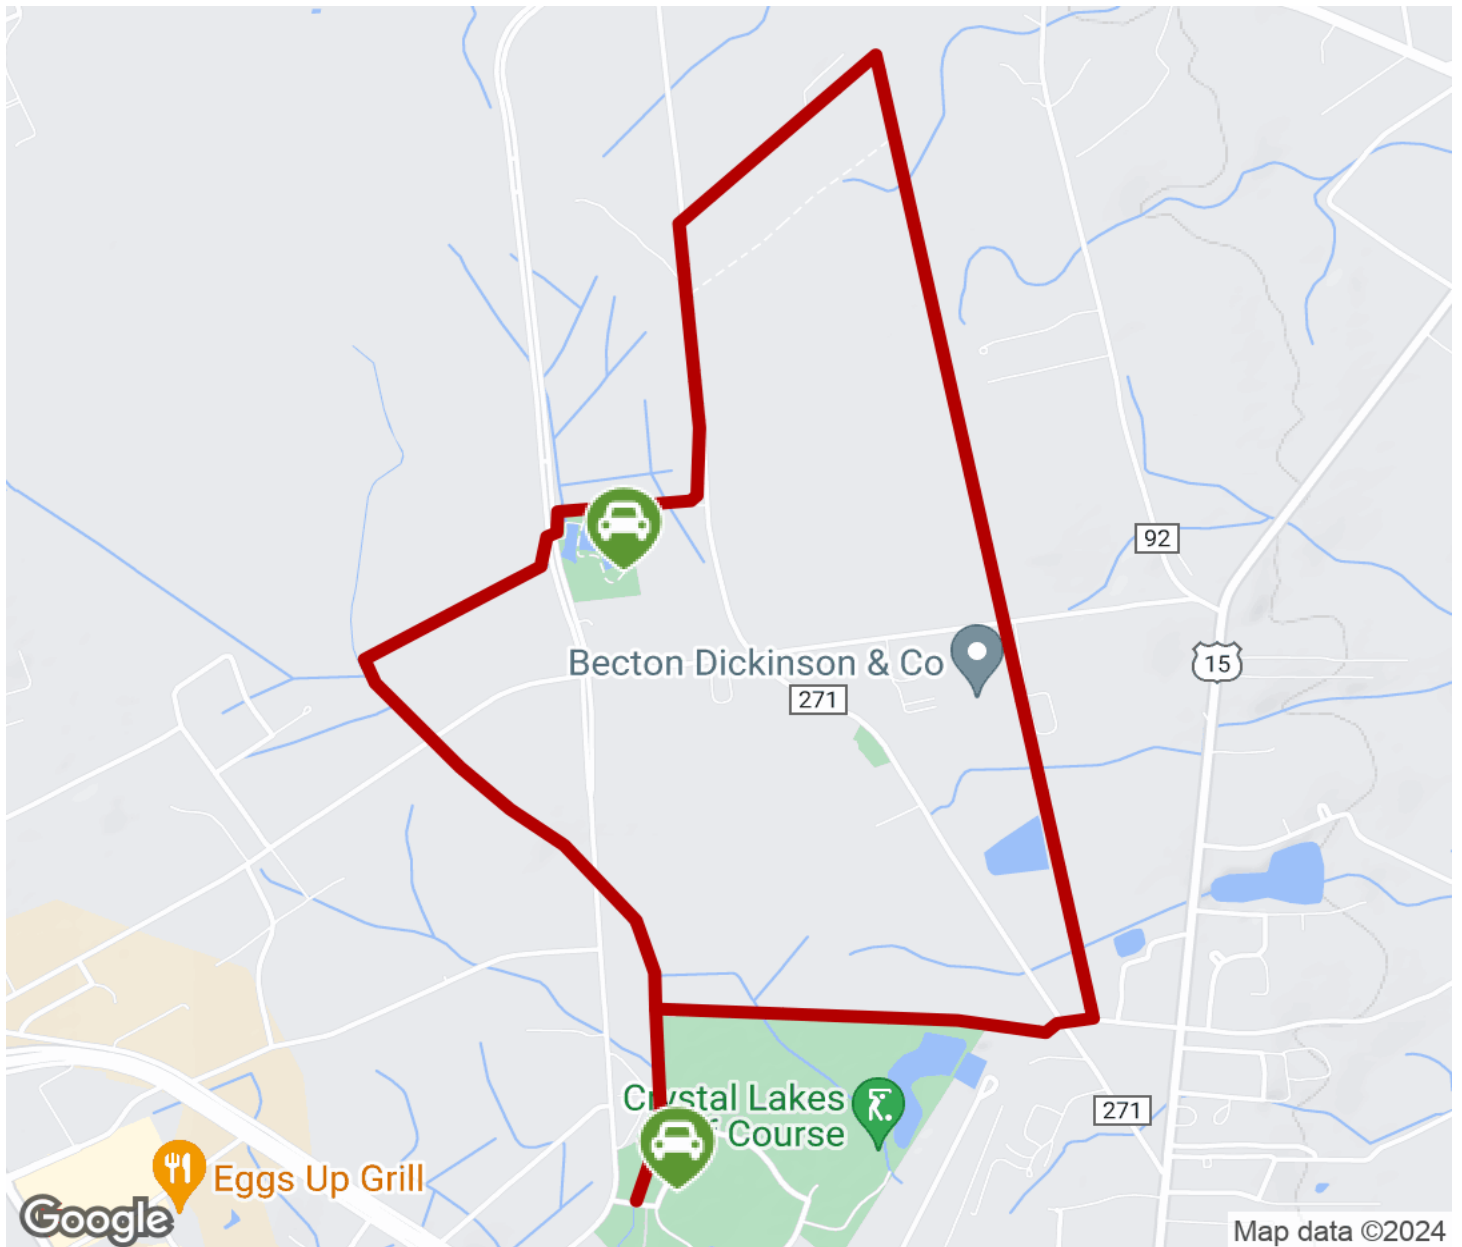 92
Becton Dickinson & Co
15
271
Crystal Lakes
f Course
271
Eggs Up Grill
Google
Map data ©2024